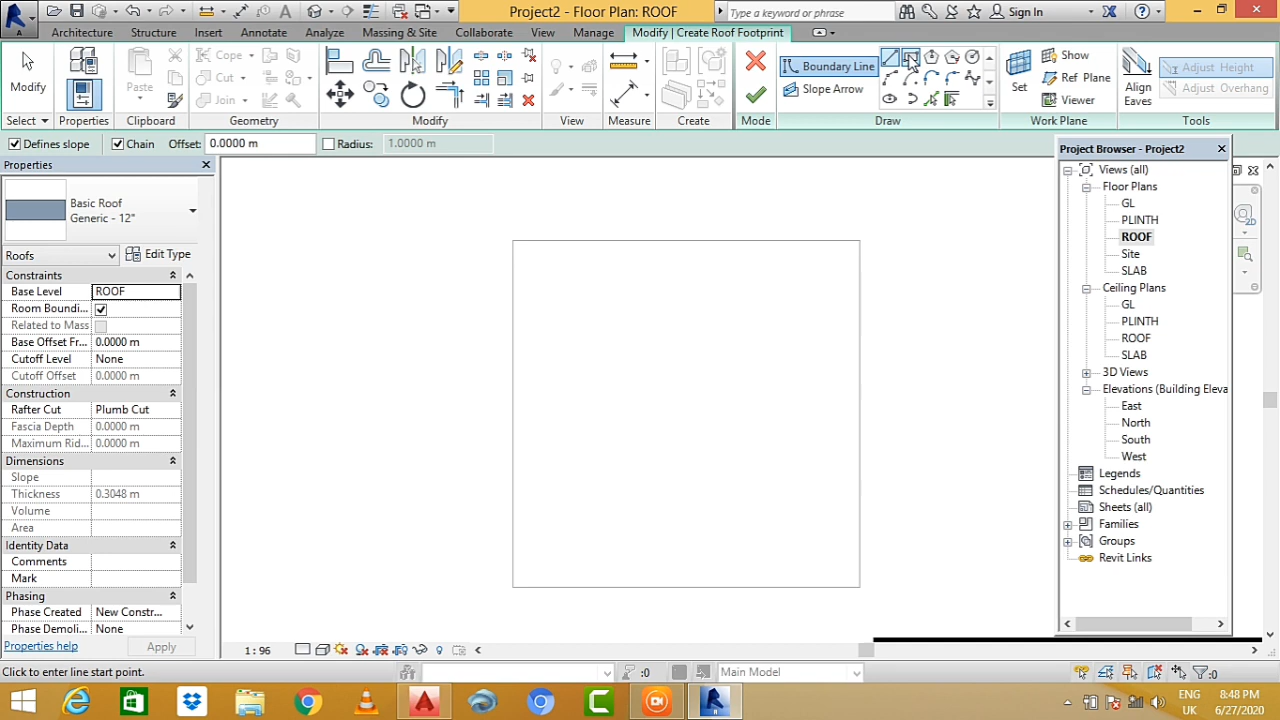 Project2 - Floor Plan: ROOF
Type a keyword or phrase
Sign In
Architecture Structure Insert Annotate Analyze Massing & Site Collaborate View Manage Modify | Create Roof Footprint
Modify
Select
Properties
Paste
Clipboard
Cope
Cut
Join
Geometry
Modify
View
Measure
Create
Mode
Boundary Line
Slope Arrow
Draw
Set
Show
Ref Plane
Viewer
Work Plane
Align
Eaves
Adjust Height
Adjust Overhang
Tools
Defines slope Chain Offset: 0.0000 m Radius: 1.0000 m
Properties
Basic Roof
Generic - 12"
Roofs Edit Type
Constraints
Base Level ROOF
Room Boundi...
Related to Mass
Base Offset Fr... 0.0000 m
Cutoff Level None
Cutoff Offset 0.0000 m
Construction
Rafter Cut Plumb Cut
Fascia Depth 0.0000 m
Maximum Rid... 0.0000 m
Dimensions
Slope
Thickness 0.3048 m
Volume
Area
Identity Data
Comments
Mark
Phasing
Phase Created New Constr...
Phase Demoli... None
Properties help Apply
Project Browser - Project2
Views (all)
Floor Plans
GL
PLINTH
ROOF
Site
SLAB
Ceiling Plans
GL
PLINTH
ROOF
SLAB
3D Views
Elevations (Building Eleva
East
North
South
West
Legends
Schedules/Quantities
Sheets (all)
Families
Groups
Revit Links
1 : 96
Click to enter line start point.
:0
Main Model
:0
ENG
UK
8:48 PM
6/27/2020